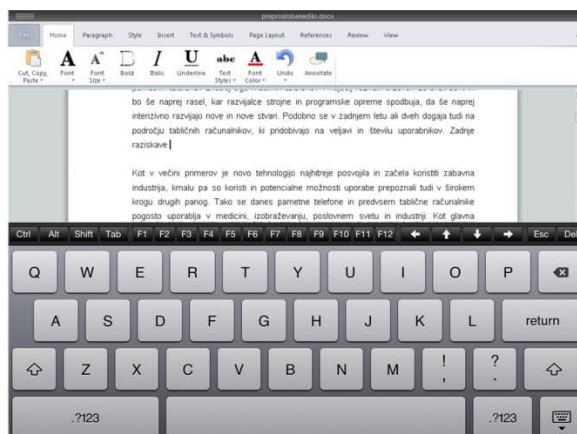 preprostobesedilo.docx
File Home Paragraph Style Insert Text & Symbols Page Layout References Review View
Cut, Copy, Paste Font Font Size Bold Italic Underline Text Styles Font Color Undo Annotate
bo še naprej rasel, kar razvijalce strojne in programske opreme spodbuja, da še naprej
intenzivno razvijajo nove in nove stvari. Podobno se v zadnjem letu ali dveh dogaja tudi na
področju tabličnih računalnikov, ki pridobivajo na veljavi in številu uporabnikov. Zadnje
raziskave
Kot v večini primerov je novo tehnologijo najhitreje posvojila in začela koristiti zabavna
industrija, kmalu pa so koristi in potencialne možnosti uporabe prepoznali tudi v širokem
krogu drugih panog. Tako se danes pametne telefone in predvsem tablične računalnike
pogosto uporablja v medicini, izobraževanju, poslovnem svetu in industriji. Kot glavna
Ctrl Alt Shift Tab F1 F2 F3 F4 F5 F6 F7 F8 F9 F10 F11 F12 Esc Del
Q W E R T Y U I O P
A S D F G H J K L return
Z X C V B N M ! , ? .
.?123 .?123